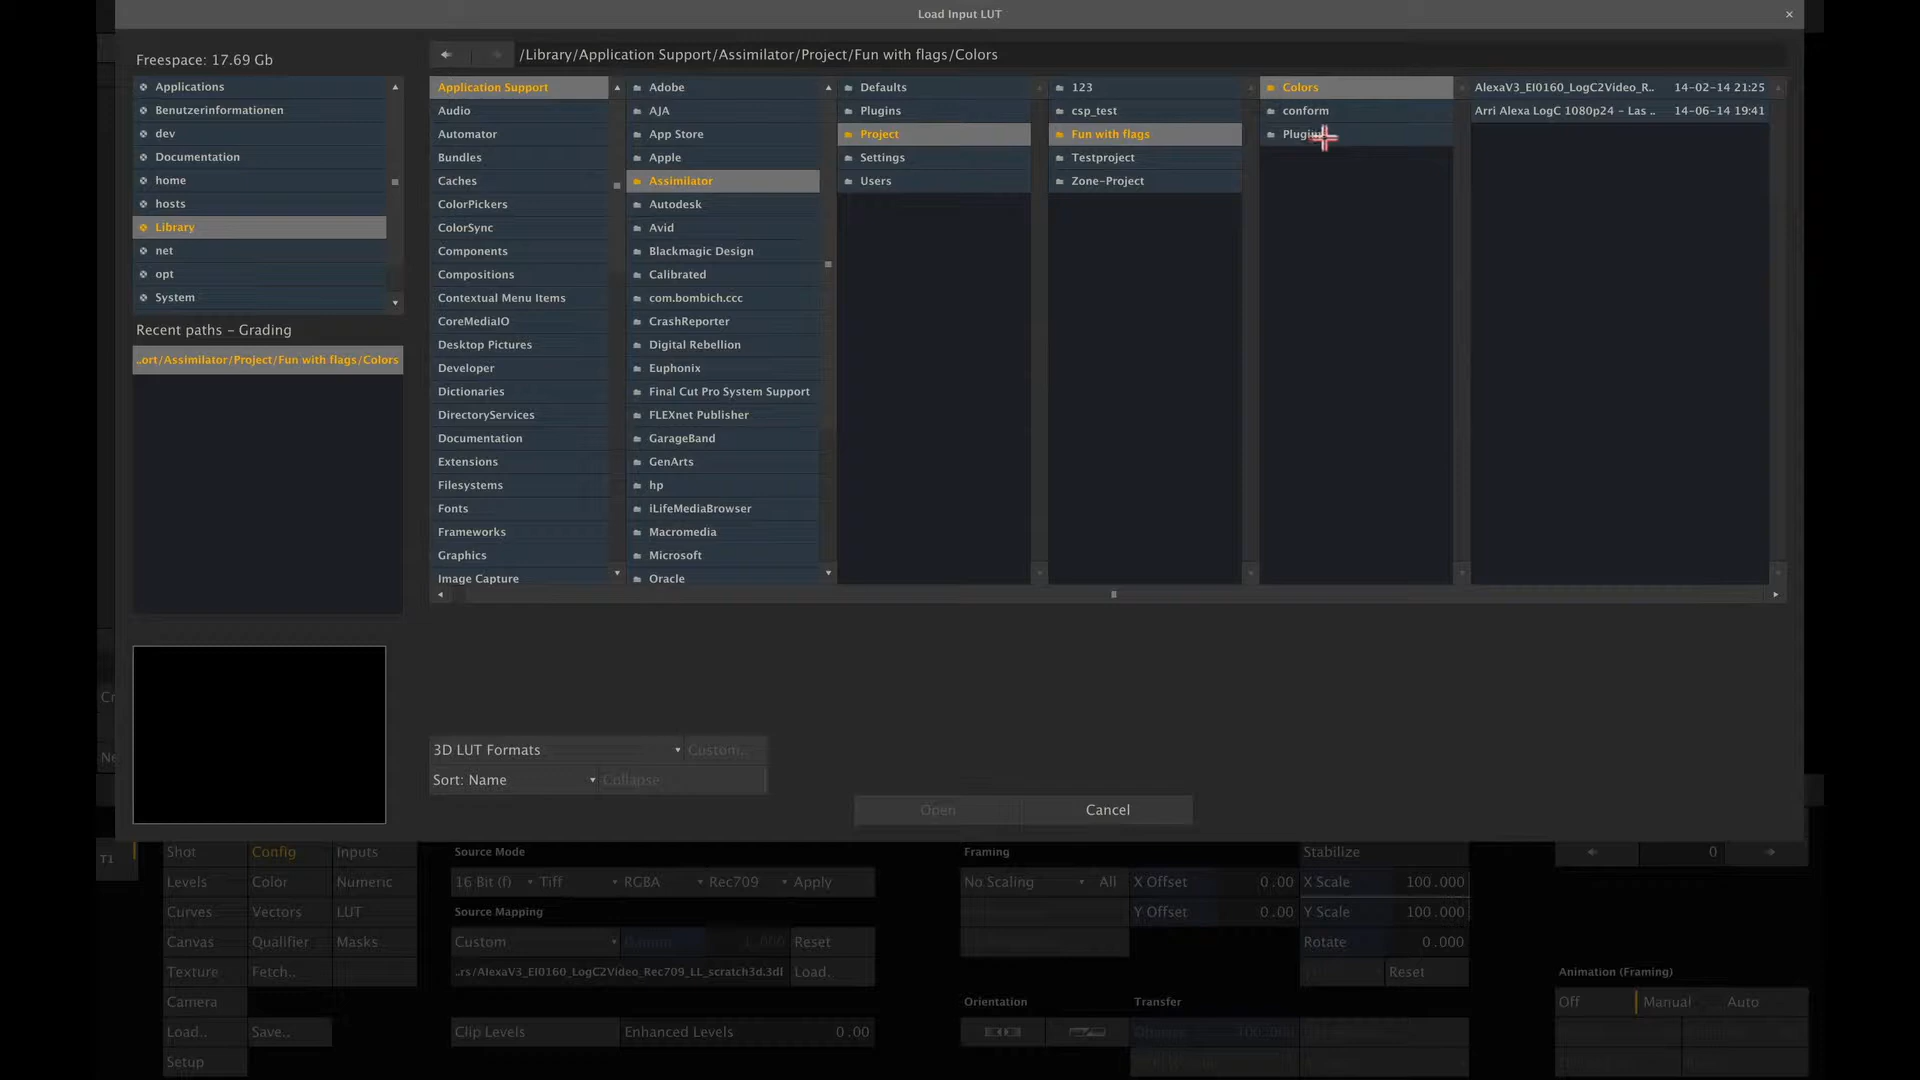 Load Input LUT
Freespace: 17.69 Gb
/Library/Application Support/Assimilator/Project/Fun with flags/Colors
Applications
Benutzerinformationen
dev
Documentation
home
hosts
Library
net
opt
System
Recent paths - Grading
..ort/Assimilator/Project/Fun with flags/Colors
Application Support
Audio
Automator
Bundles
Caches
ColorPickers
ColorSync
Components
Compositions
Contextual Menu Items
CoreMediaIO
Desktop Pictures
Developer
Dictionaries
DirectoryServices
Documentation
Extensions
Filesystems
Fonts
Frameworks
Graphics
Image Capture
Adobe
AJA
App Store
Apple
Assimilator
Autodesk
Avid
Blackmagic Design
Calibrated
com.bombich.ccc
CrashReporter
Digital Rebellion
Euphonix
Final Cut Pro System Support
FLEXnet Publisher
GarageBand
GenArts
hp
iLifeMediaBrowser
Macromedia
Microsoft
Oracle
Defaults
Plugins
Project
Settings
Users
123
csp_test
Fun with flags
Testproject
Zone-Project
Colors
conform
AlexaV3_EI0160_LogC2Video_R.. 14-02-14 21:25
Arri Alexa LogC 1080p24 - Las .. 14-06-14 19:41
3D LUT Formats Custom..
Sort: Name Collapse
Open Cancel
T1
Shot Config Inputs
Levels Color Numeric
Curves Vectors LUT
Canvas Qualifier Masks
Texture Fetch..
Camera
Load.. Save..
Setup
Source Mode
16 Bit (f) Tiff RGBA Rec709 Apply
Source Mapping
Custom Reset
..rs/AlexaV3_EI0160_LogC2Video_Rec709_LL_scratch3d.3dl Load..
Clip Levels Enhanced Levels 0.00
Framing
No Scaling All X Offset 0.00
Y Offset 0.00
Orientation Transfer
Stabilize
X Scale 100.000
Y Scale 100.000
Rotate 0.000
Reset
0
Animation (Framing)
Off Manual Auto